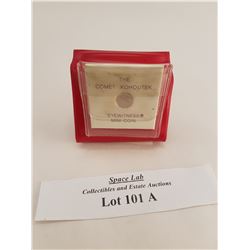 THE
COMET KOHOUTEK
EYEWITNESS
MINI-COIN
Space Lab
Collectibles and Estate Auctions
Lot 101 A